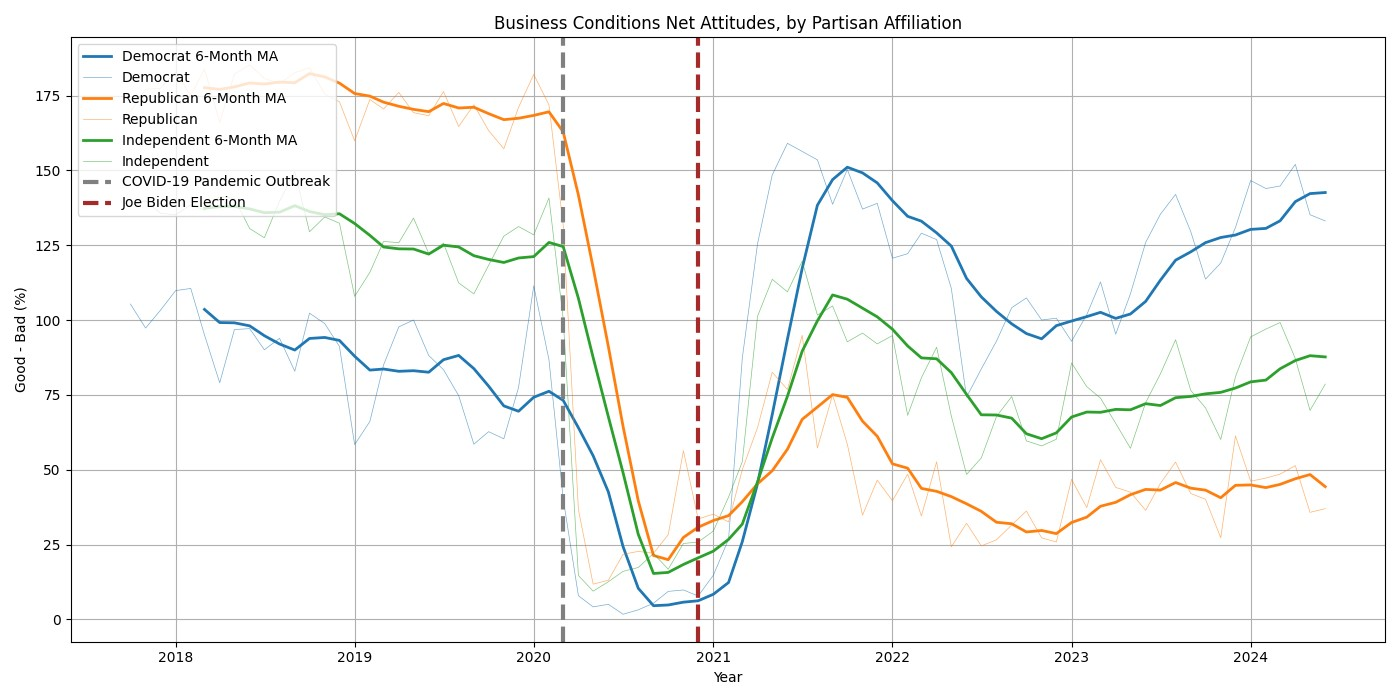 Business Conditions Net Attitudes, by Partisan Affiliation
Democrat 6-Month MA
Democrat
Republican 6-Month MA
Republican
Independent 6-Month MA
Independent
COVID-19 Pandemic Outbreak
Joe Biden Election
Good - Bad (%)
175
150
125
100
75
50
25
0
2018 2019 2020 2021 2022 2023 2024
Year